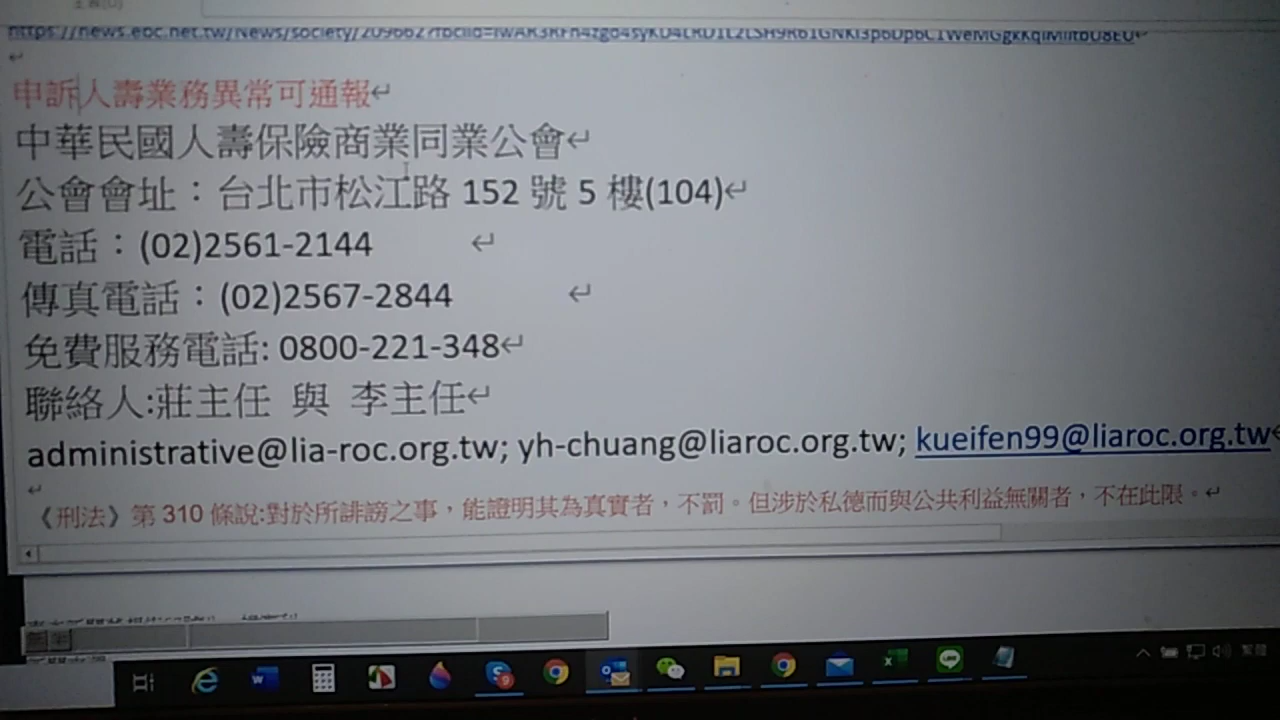 主旨(U)
申訴人壽業務異常可通報
中華民國人壽保險商業同業公會
公會會址：台北市松江路 152 號 5 樓(104)
電話：(02)2561-2144
傳真電話：(02)2567-2844
免費服務電話: 0800-221-348
聯絡人:莊主任 與 李主任
administrative@lia-roc.org.tw; yh-chuang@liaroc.org.tw; kueifen99@liaroc.org.tw
《刑法》第 310 條說:對於所誹謗之事，能證明其為真實者，不罰。但涉於私德而與公共利益無關者，不在此限。